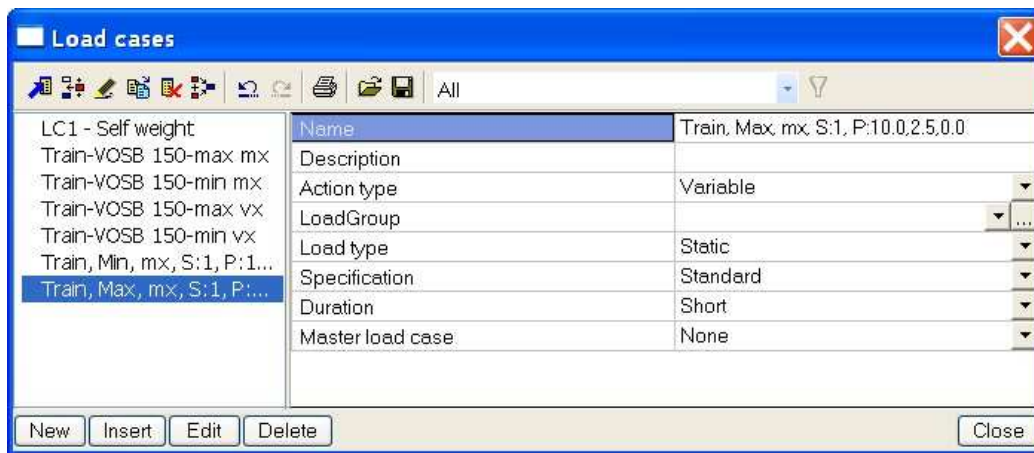 Load cases
All
LC1 - Self weight
Train-VOSB 150-max mx
Train-VOSB 150-min mx
Train-VOSB 150-max vx
Train-VOSB 150-min vx
Train, Min, mx, S:1, P:1...
Train, Max, mx, S:1, P:...
Name Train, Max, mx, S:1, P:10.0,2.5,0.0
Description
Action type Variable
LoadGroup ...
Load type Static
Specification Standard
Duration Short
Master load case None
New Insert Edit Delete Close